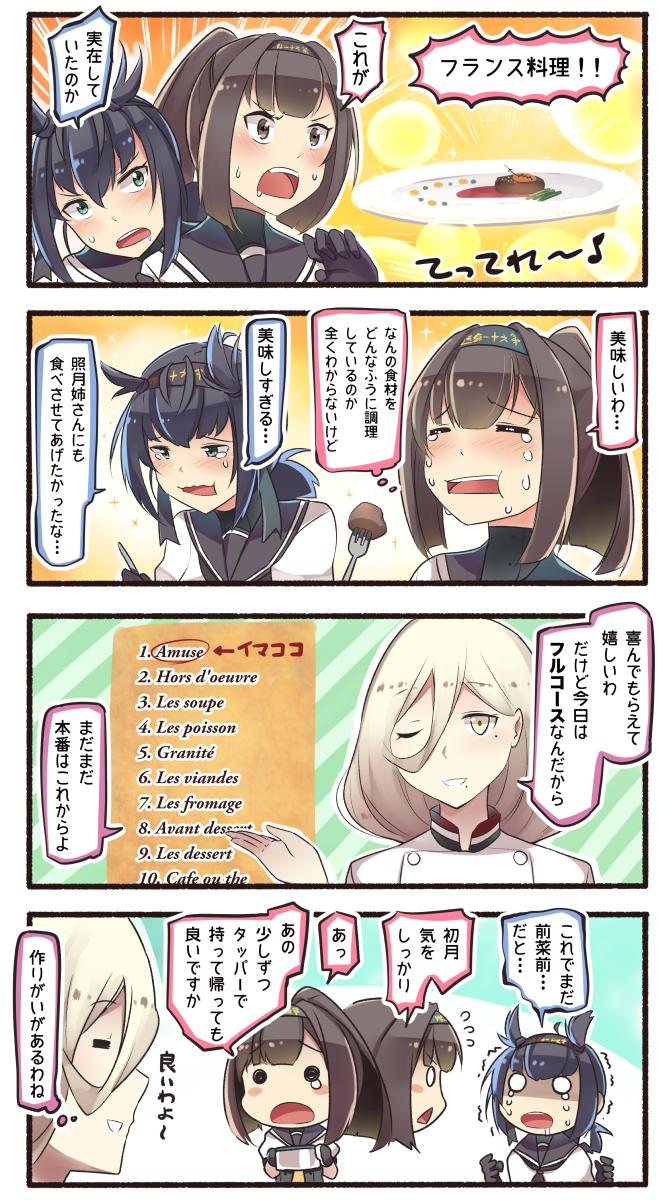 フランス料理！！
これが
実在して
いたのか
てってれ～♪
美味しいわ…
なんの食材を
どんなふうに調理
しているのか
全くわからないけど
美味しすぎる…
照月姉さんにも
食べさせてあげたかったな…
喜んでもらえて
嬉しいわ
だけど今日は
フルコースなんだから
1. Amuse ←イマココ
2. Hors d'oeuvre
3. Les soupe
4. Les poisson
5. Granité
6. Les viandes
7. Les fromage
8. Avant dessert
9. Les dessert
10. Cafe ou the
まだまだ
本番はこれからよ
これでまだ
前菜前…
だと…
初月
気を
しっかり
あっ
あの
少しずつ
タッパーで
持って帰っても
良いですか
良いわよ～
作りがいがあるわね